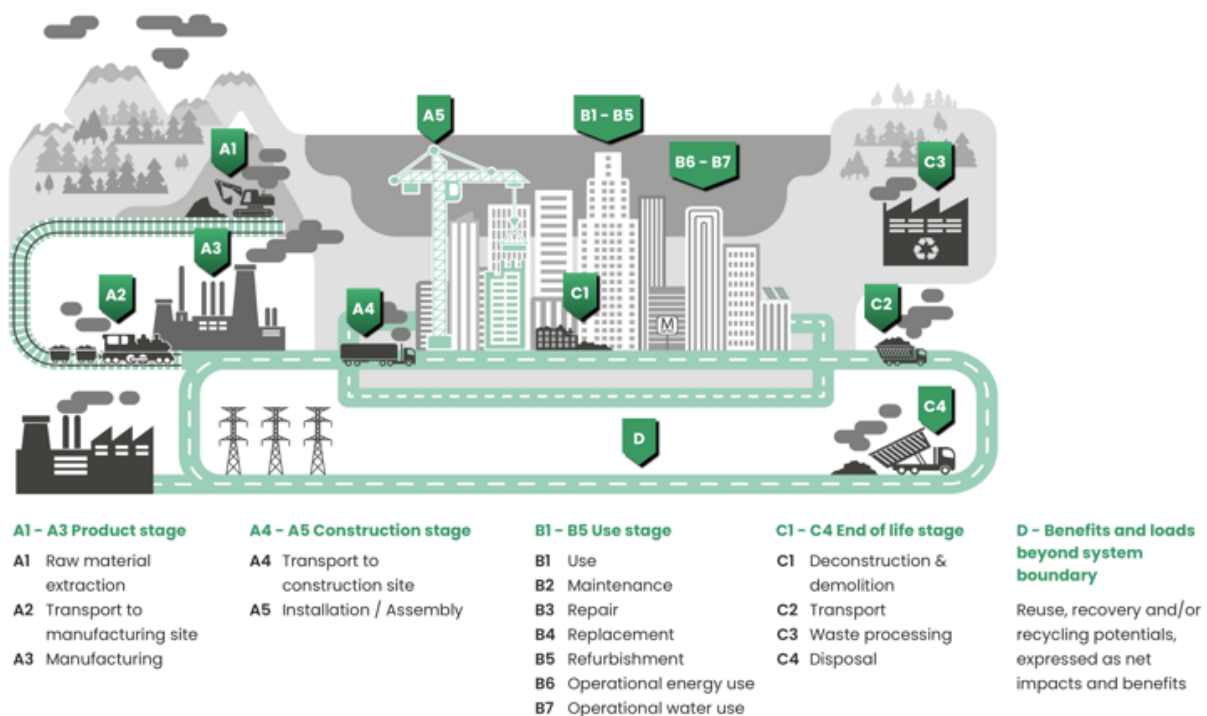 A5
B1 - B5
A1
B6 - B7
C3
A3
A2
A4
C1
C2
M
C4
D
A1 - A3 Product stage
A1 Raw material
extraction
A2 Transport to
manufacturing site
A3 Manufacturing
A4 - A5 Construction stage
A4 Transport to
construction site
A5 Installation / Assembly
B1 - B5 Use stage
B1 Use
B2 Maintenance
B3 Repair
B4 Replacement
B5 Refurbishment
B6 Operational energy use
B7 Operational water use
C1 - C4 End of life stage
C1 Deconstruction &
demolition
C2 Transport
C3 Waste processing
C4 Disposal
D - Benefits and loads
beyond system
boundary
Reuse, recovery and/or
recycling potentials,
expressed as net
impacts and benefits